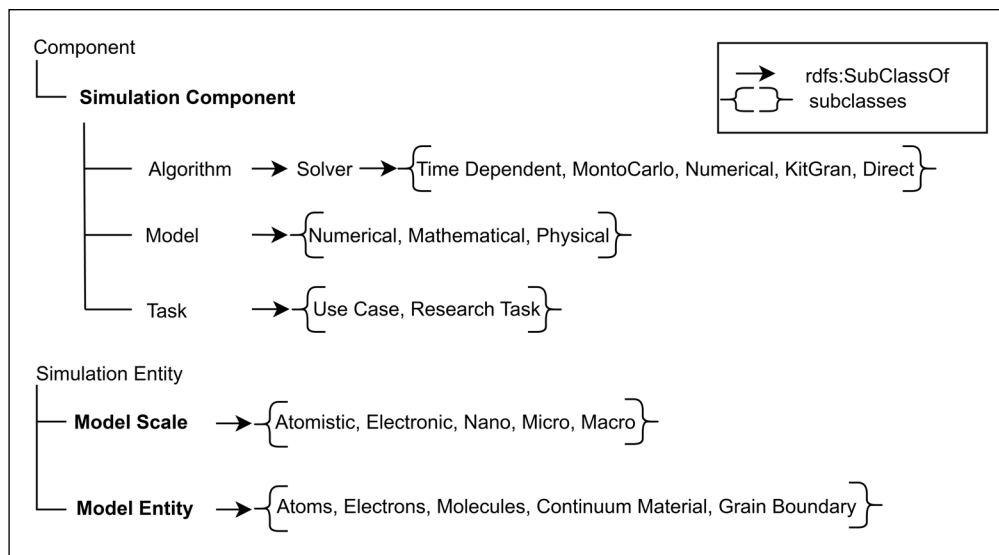 Component
Simulation Component
rdfs:SubClassOf
subclasses
Algorithm Solver Time Dependent, MontoCarlo, Numerical, KitGran, Direct
Model Numerical, Mathematical, Physical
Task Use Case, Research Task
Simulation Entity
Model Scale Atomistic, Electronic, Nano, Micro, Macro
Model Entity Atoms, Electrons, Molecules, Continuum Material, Grain Boundary